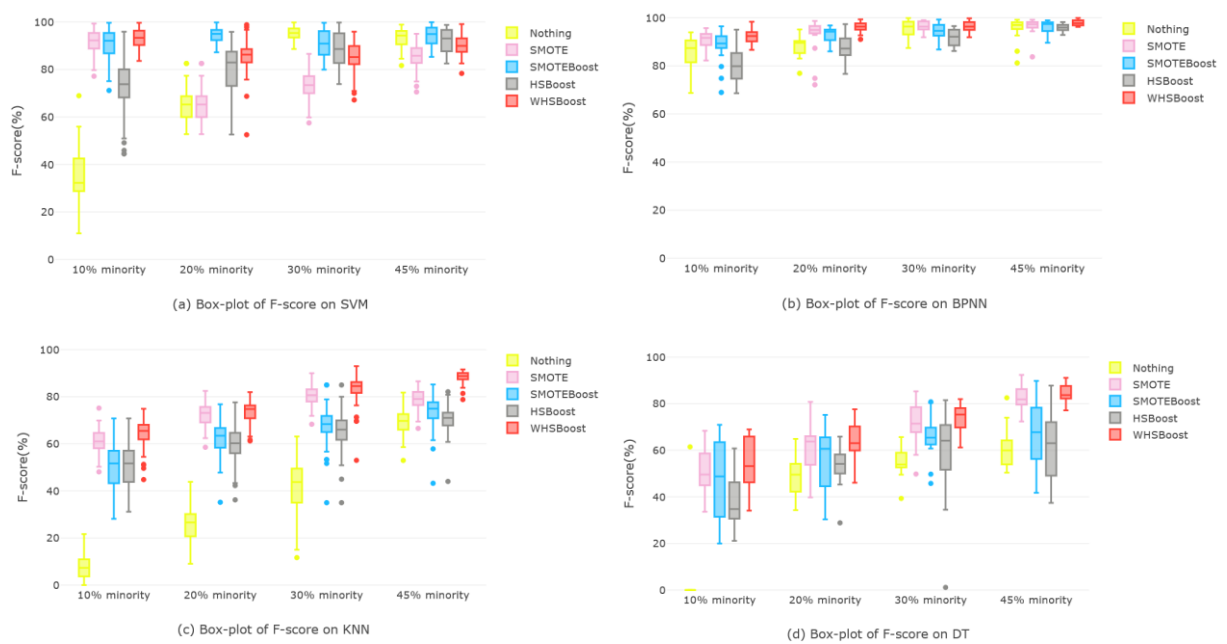 100
80
60
40
20
0
F-score(%)
10% minority
20% minority
30% minority
45% minority
Nothing
SMOTE
SMOTEBoost
HSBoost
WHSBoost
(a) Box-plot of F-score on SVM
100
80
60
40
20
0
F-score(%)
10% minority
20% minority
30% minority
45% minority
Nothing
SMOTE
SMOTEBoost
HSBoost
WHSBoost
(b) Box-plot of F-score on BPNN
100
80
60
40
20
0
F-score(%)
10% minority
20% minority
30% minority
45% minority
Nothing
SMOTE
SMOTEBoost
HSBoost
WHSBoost
(c) Box-plot of F-score on KNN
100
80
60
40
20
0
F-score(%)
10% minority
20% minority
30% minority
45% minority
Nothing
SMOTE
SMOTEBoost
HSBoost
WHSBoost
(d) Box-plot of F-score on DT